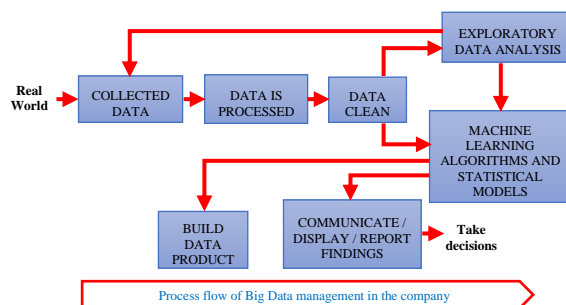 EXPLORATORY
DATA ANALYSIS
Real
World
COLLECTED
DATA
DATA IS
PROCESSED
DATA
CLEAN
MACHINE
LEARNING
ALGORITHMS AND
STATISTICAL
MODELS
BUILD
DATA
PRODUCT
COMMUNICATE /
DISPLAY / REPORT
FINDINGS
Take
decisions
Process flow of Big Data management in the company